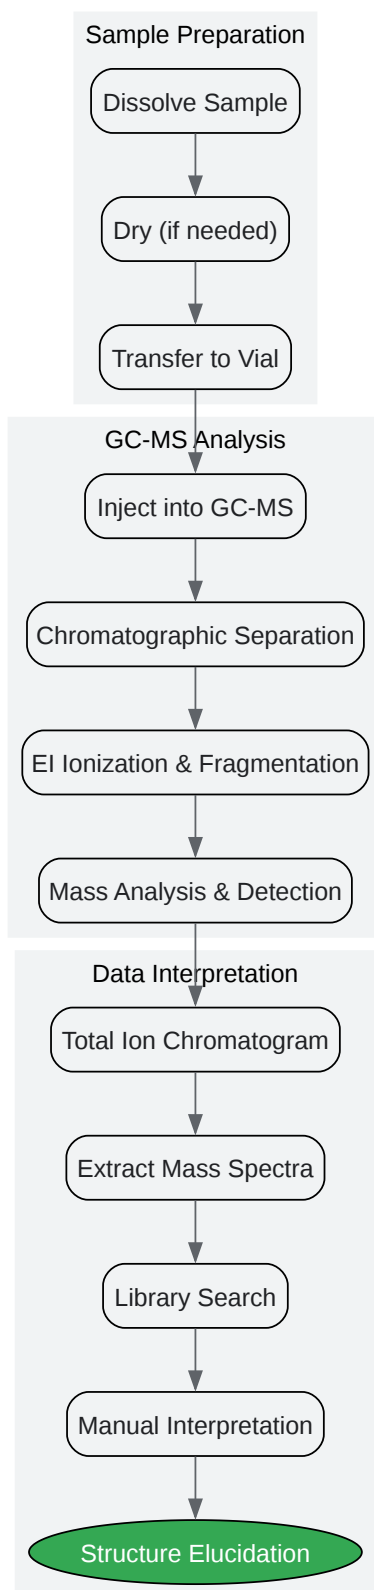 Sample Preparation
Dissolve Sample
Dry (if needed)
Transfer to Vial
GC-MS Analysis
Inject into GC-MS
Chromatographic Separation
EI Ionization & Fragmentation
Mass Analysis & Detection
Data Interpretation
Total Ion Chromatogram
Extract Mass Spectra
Library Search
Manual Interpretation
Structure Elucidation